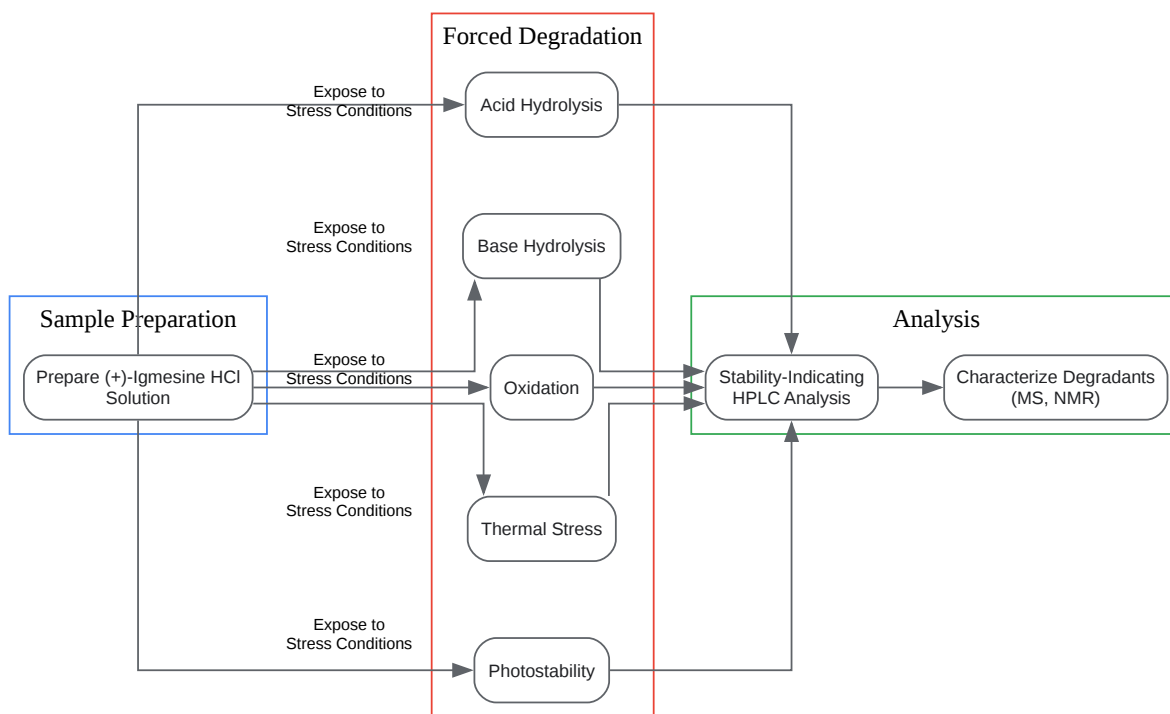 Forced Degradation
Expose to
Stress Conditions
Acid Hydrolysis
Expose to
Stress Conditions
Base Hydrolysis
Sample Preparation
Analysis
Prepare (+)-Igmesine HCl
Solution
Expose to
Stress Conditions
Oxidation
Stability-Indicating
HPLC Analysis
Characterize Degradants
(MS, NMR)
Expose to
Stress Conditions
Thermal Stress
Expose to
Stress Conditions
Photostability